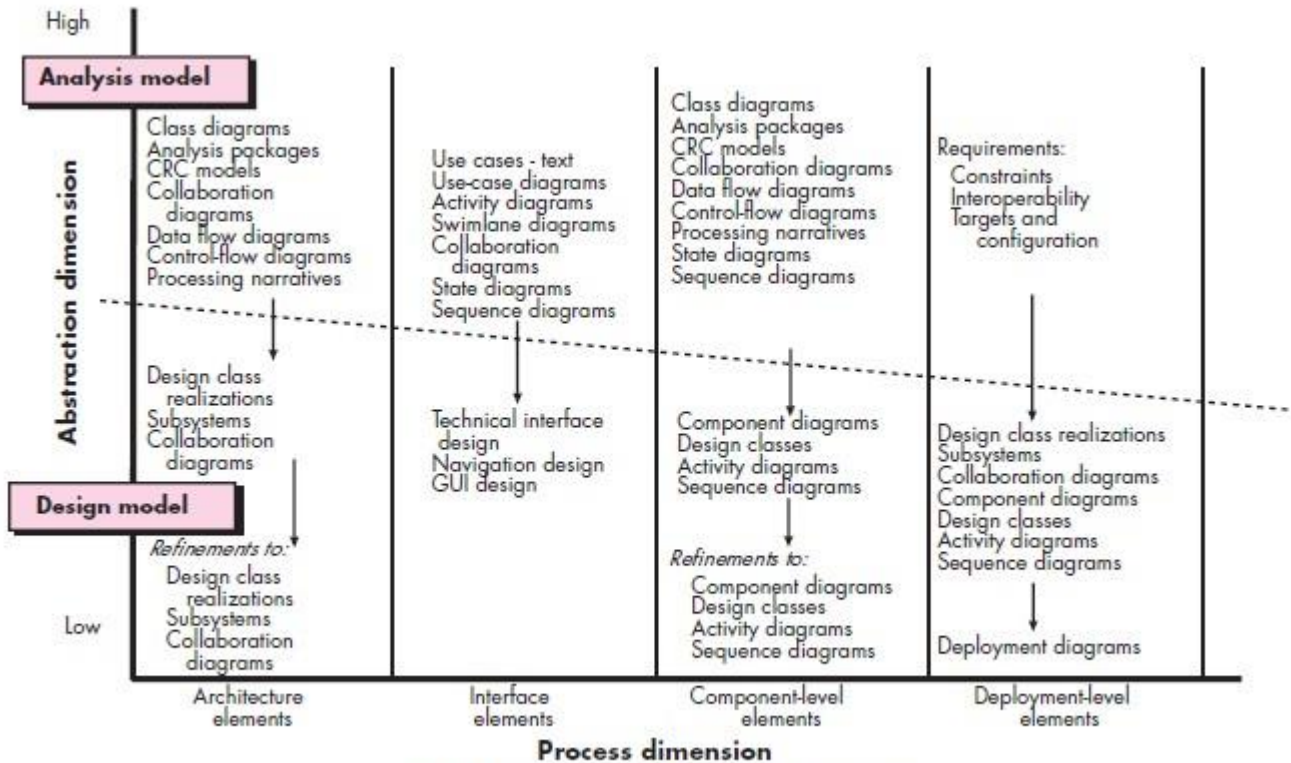 High
Analysis model
Abstraction dimension
Design model
Low
Class diagrams
Analysis packages
CRC models
Collaboration
diagrams
Data flow diagrams
Control-flow diagrams
Processing narratives
Design class
realizations
Subsystems
Collaboration
diagrams
Refinements to:
Design class
realizations
Subsystems
Collaboration
diagrams
Use cases - text
Use-case diagrams
Activity diagrams
Swimlane diagrams
Collaboration
diagrams
State diagrams
Sequence diagrams
Technical interface
design
Navigation design
GUI design
Class diagrams
Analysis packages
CRC models
Collaboration diagrams
Data flow diagrams
Control-flow diagrams
Processing narratives
State diagrams
Sequence diagrams
Component diagrams
Design classes
Activity diagrams
Sequence diagrams
Refinements to:
Component diagrams
Design classes
Activity diagrams
Sequence diagrams
Requirements:
Constraints
Interoperability
Targets and
configuration
Design class realizations
Subsystems
Collaboration diagrams
Component diagrams
Design classes
Activity diagrams
Sequence diagrams
Deployment diagrams
Architecture
elements
Interface
elements
Component-level
elements
Deployment-level
elements
Process dimension